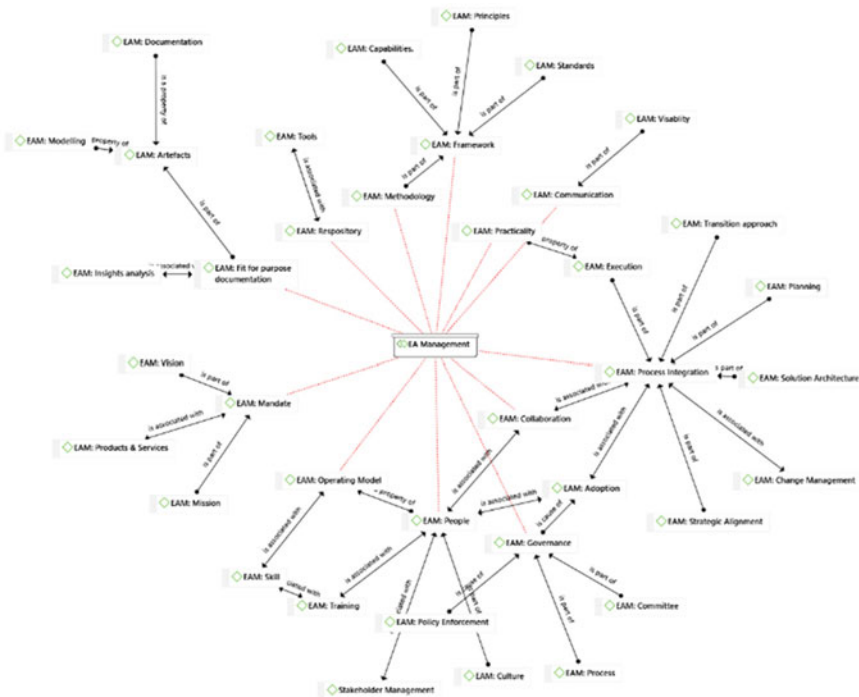 EAM: Principles
EAM: Documentation
EAM: Capabilities.
is part of
is part of
EAM: Standards
is property of
is part of
EAM: Visablity
EAM: Tools
EAM: Modelling
property of
EAM: Artefacts
EAM: Framework
is part of
is part of
is associated with
EAM: Methodology
EAM: Communication
is part of
EAM: Respository
EAM: Practicality
EAM: Transition approach
property of
EAM: Insights analysis
associated
EAM: Fit for purpose
documentation
EAM: Execution
is part of
EAM: Planning
is part of
is part of
EA Management
EAM: Vision
is part of
EAM: Process Integration
is part of
EAM: Solution Architecture
is associated with
EAM: Mandate
is associated with
EAM: Collaboration
EAM: Products & Services
is part of
is associated with
is associated with
is associated with
EAM: Mission
EAM: Operating Model
property of
is associated with
EAM: Adoption
EAM: Change Management
is associated with
EAM: People
is cause of
EAM: Strategic Alignment
EAM: Governance
is associated with
EAM: Skill
with
is cause of
is part of
EAM: Training
with
part of
EAM: Committee
EAM: Policy Enforcement
is part of
EAM: Culture
EAM: Process
Stakeholder Management